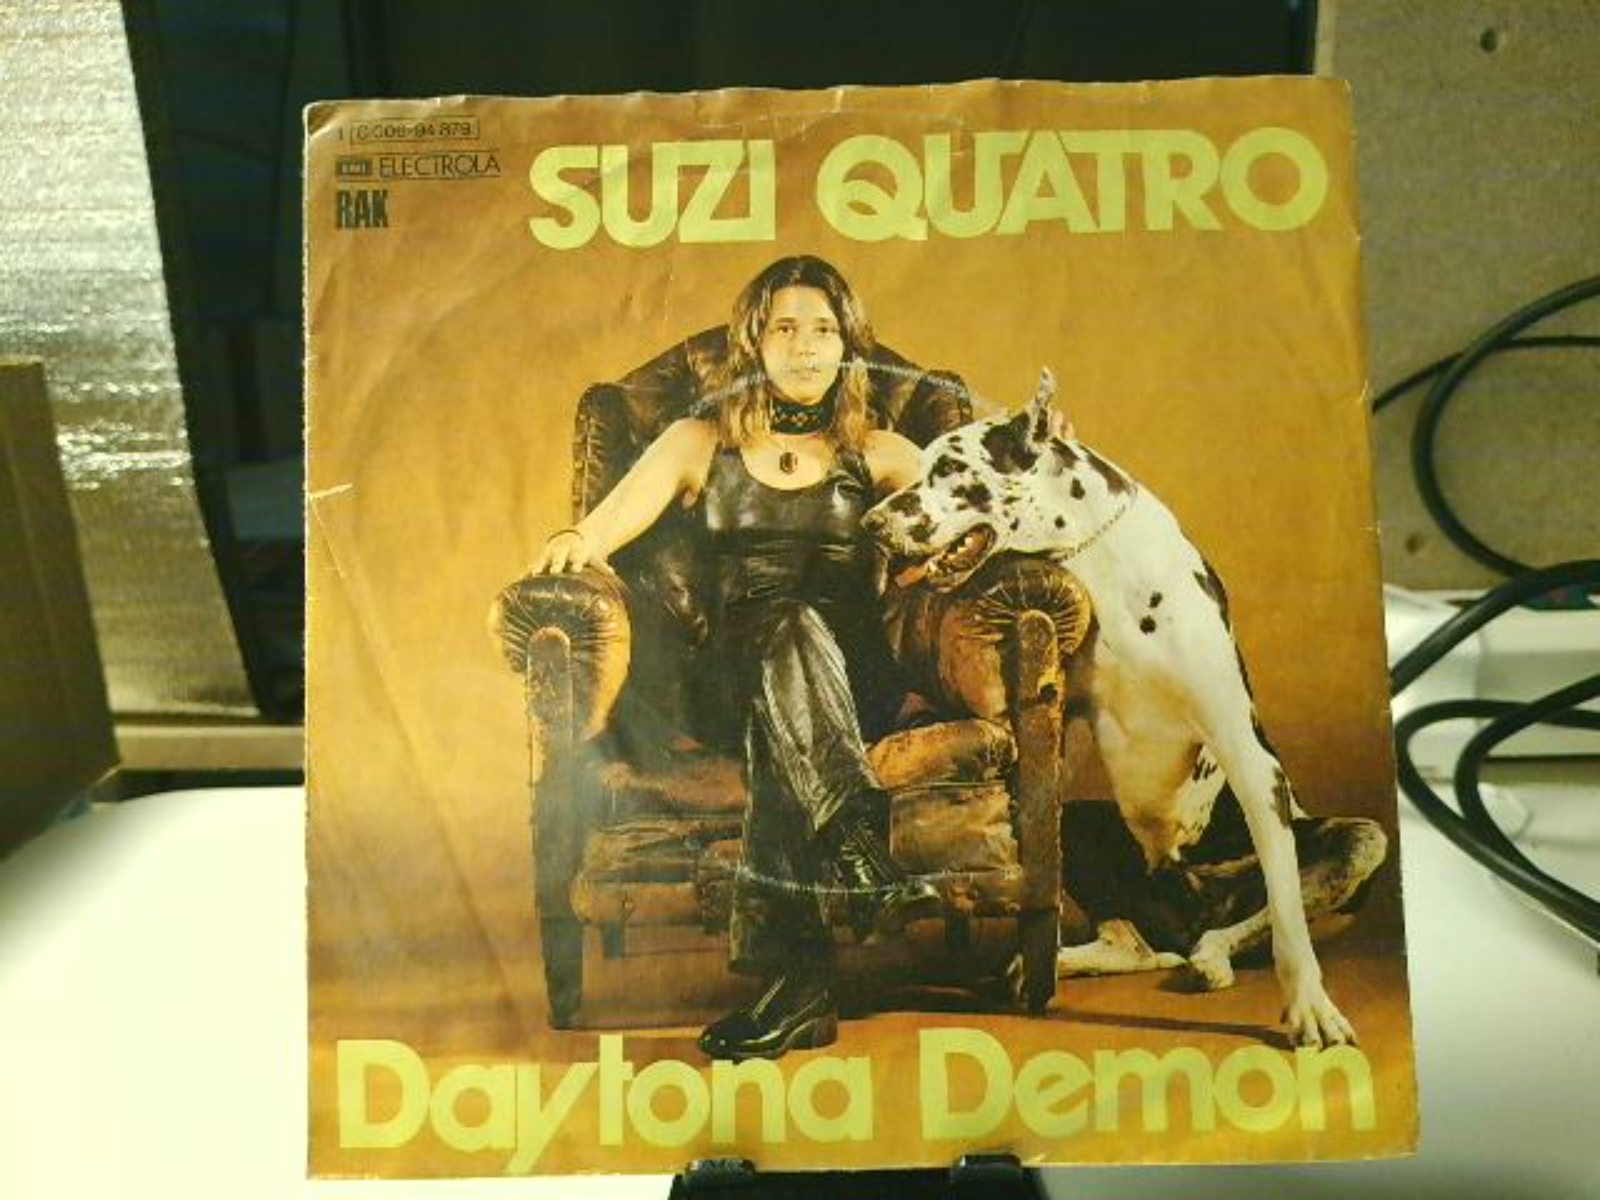 1 C 006-94 879
EMI ELECTROLA
RAK
SUZI QUATRO
Daytona Demon